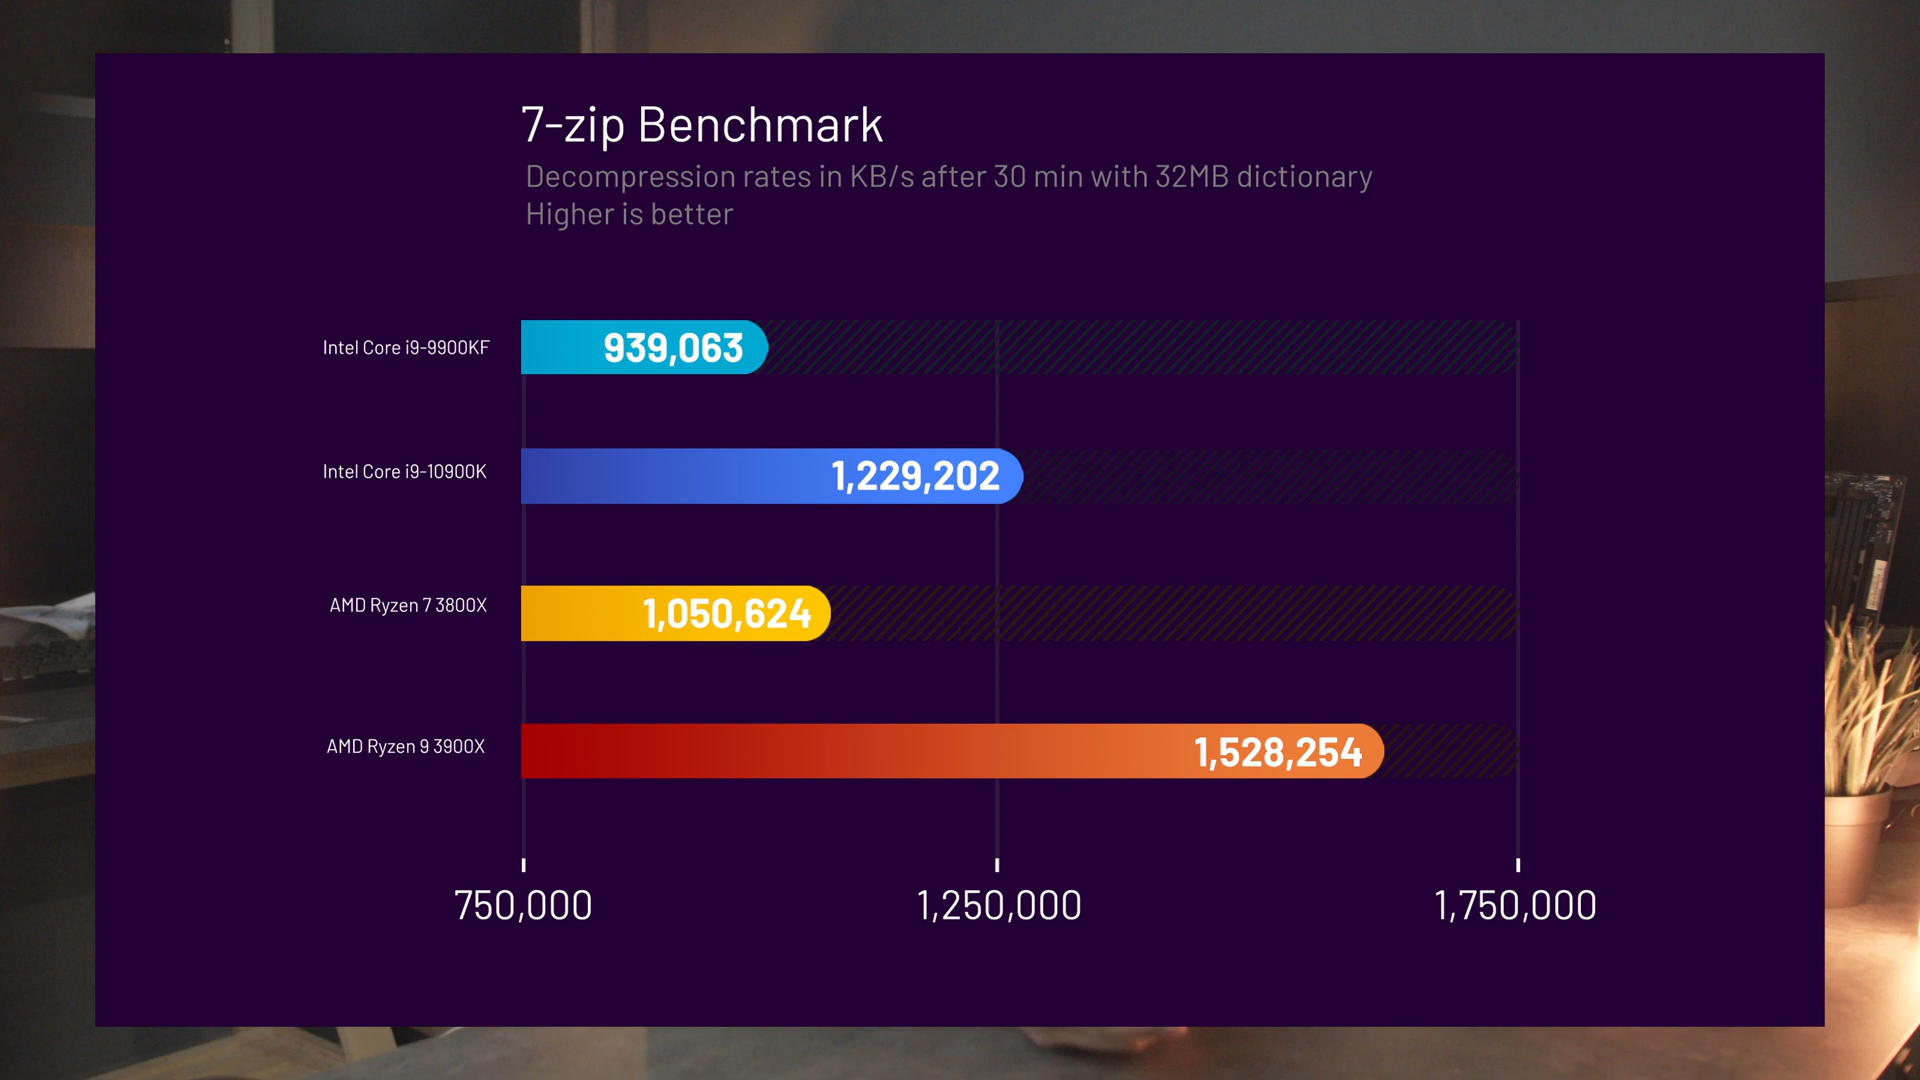 7-zip Benchmark
Decompression rates in KB/s after 30 min with 32MB dictionary
Higher is better
Intel Core i9-9900KF
939,063
Intel Core i9-10900K
1,229,202
AMD Ryzen 7 3800X
1,050,624
AMD Ryzen 9 3900X
1,528,254
750,000
1,250,000
1,750,000